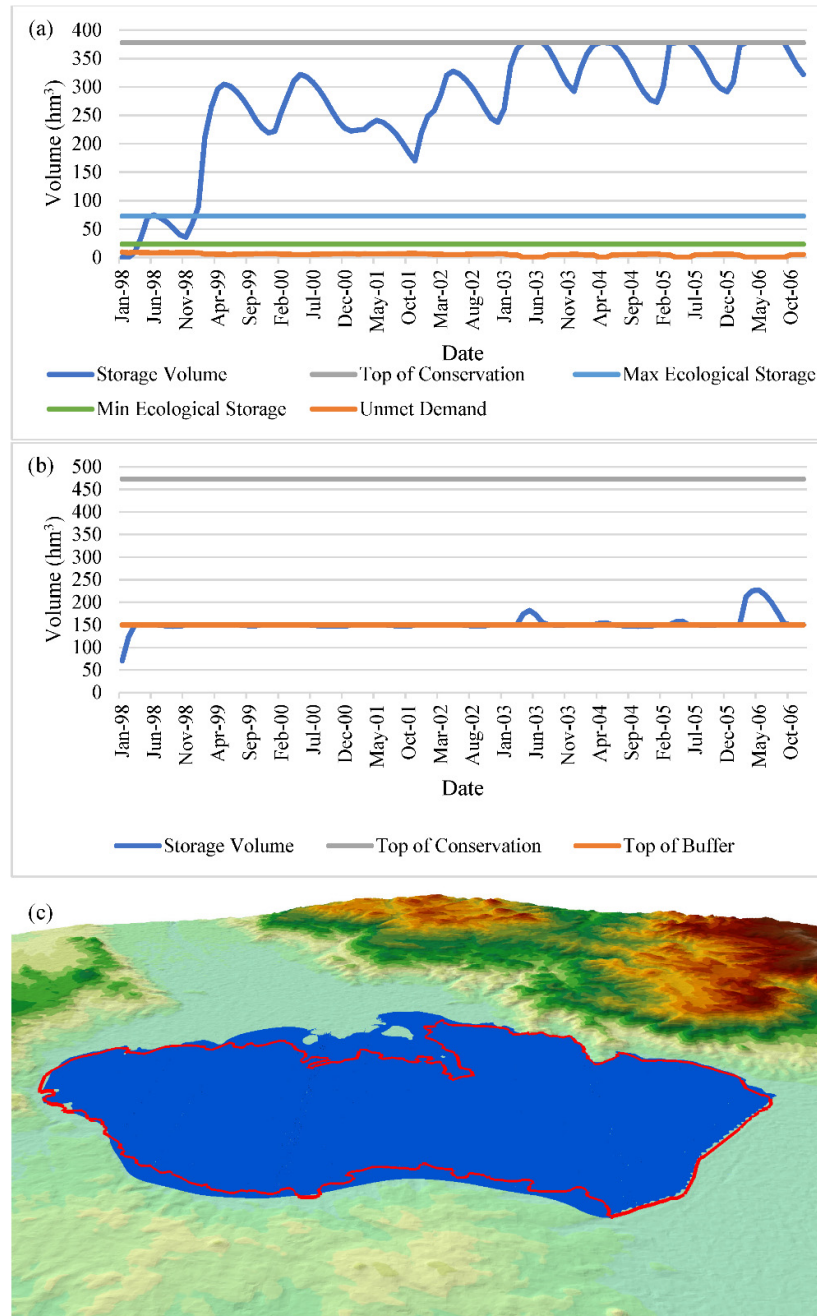 (a)
400
350
300
250
200
150
100
50
0
Volume (hm³)
Jan-98 Jun-98 Nov-98 Apr-99 Sep-99 Feb-00 Jul-00 Dec-00 May-01 Oct-01 Mar-02 Aug-02 Jan-03 Jun-03 Nov-03 Apr-04 Sep-04 Feb-05 Jul-05 Dec-05 May-06 Oct-06
Date
Storage Volume Top of Conservation Max Ecological Storage
Min Ecological Storage Unmet Demand
(b)
500
450
400
350
300
250
200
150
100
50
0
Volume (hm³)
Jan-98 Jun-98 Nov-98 Apr-99 Sep-99 Feb-00 Jul-00 Dec-00 May-01 Oct-01 Mar-02 Aug-02 Jan-03 Jun-03 Nov-03 Apr-04 Sep-04 Feb-05 Jul-05 Dec-05 May-06 Oct-06
Date
Storage Volume Top of Conservation Top of Buffer
(c)